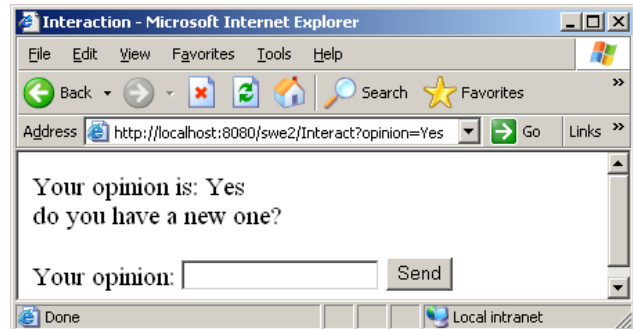 Interaction - Microsoft Internet Explorer
File Edit View Favorites Tools Help
Back Search Favorites »
Address http://localhost:8080/swe2/Interact?opinion=Yes Go Links »
Your opinion is: Yes
do you have a new one?
Your opinion: Send
Done Local intranet